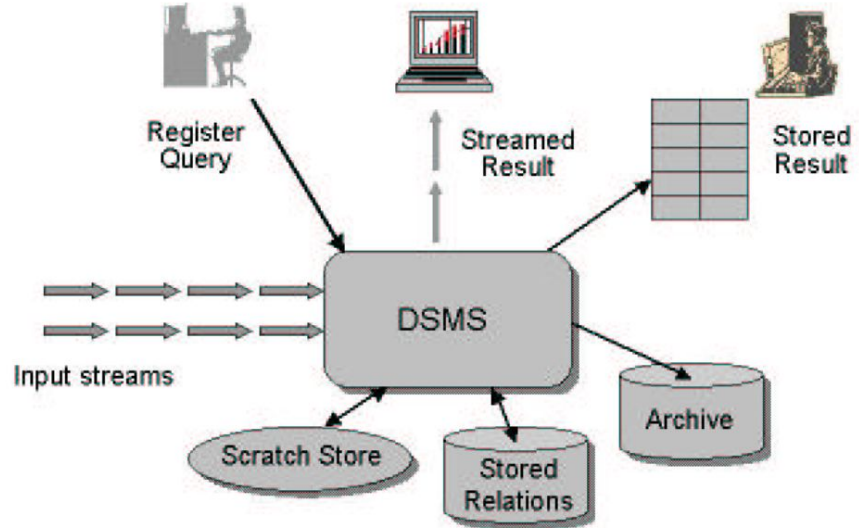 Register
Query
Streamed
Result
Stored
Result
DSMS
Input streams
Scratch Store
Stored
Relations
Archive